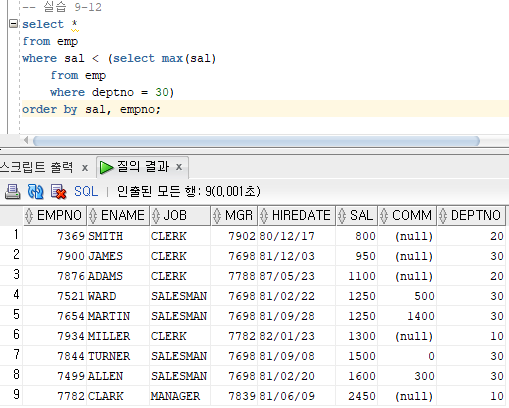 -- 실습 9-12
select *
from emp
where sal < (select max(sal)
from emp
where deptno = 30)
order by sal, empno;
스크립트 출력 x 질의 결과 x
SQL | 인출된 모든 행: 9(0,001초)
EMPNO ENAME JOB MGR HIREDATE SAL COMM DEPTNO
1 7369 SMITH CLERK 7902 80/12/17 800 (null) 20
2 7900 JAMES CLERK 7698 81/12/03 950 (null) 30
3 7876 ADAMS CLERK 7788 87/05/23 1100 (null) 20
4 7521 WARD SALESMAN 7698 81/02/22 1250 500 30
5 7654 MARTIN SALESMAN 7698 81/09/28 1250 1400 30
6 7934 MILLER CLERK 7782 82/01/23 1300 (null) 10
7 7844 TURNER SALESMAN 7698 81/09/08 1500 0 30
8 7499 ALLEN SALESMAN 7698 81/02/20 1600 300 30
9 7782 CLARK MANAGER 7839 81/06/09 2450 (null) 10